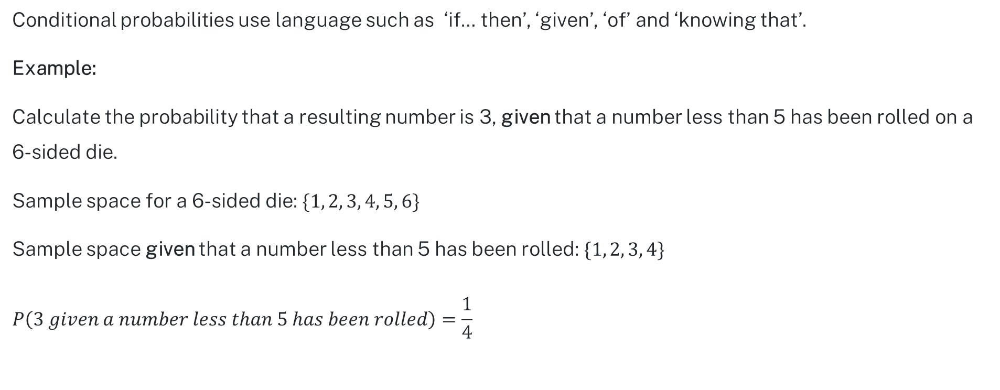 Conditional probabilities use language such as ‘if... then’, ‘given’, ‘of’ and ‘knowing that’.
Example:
Calculate the probability that a resulting number is 3, given that a number less than 5 has been rolled on a
6-sided die.
Sample space for a 6-sided die: {1, 2, 3, 4, 5, 6}
Sample space given that a number less than 5 has been rolled: {1, 2, 3, 4}
P(3 given a number less than 5 has been rolled) = 1/4